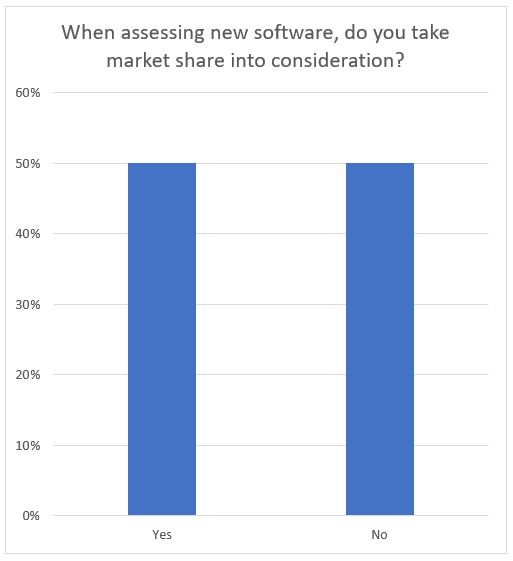 When assessing new software, do you take
market share into consideration?
60%
50%
40%
30%
20%
10%
0%
Yes
No